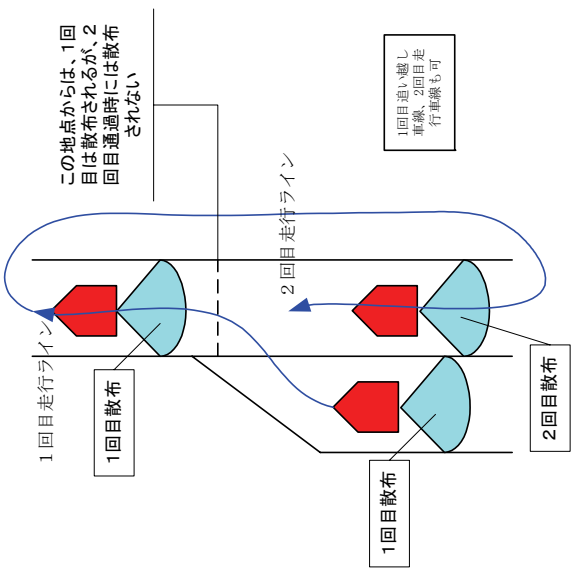 この地点からは、1回
目は散布されるが、2
回目通過時には散布
されない
1回目追い越し
車線、2回目走
行車線も可
1回目走行ライン
2回目走行ライン
1回目散布
1回目散布
2回目散布